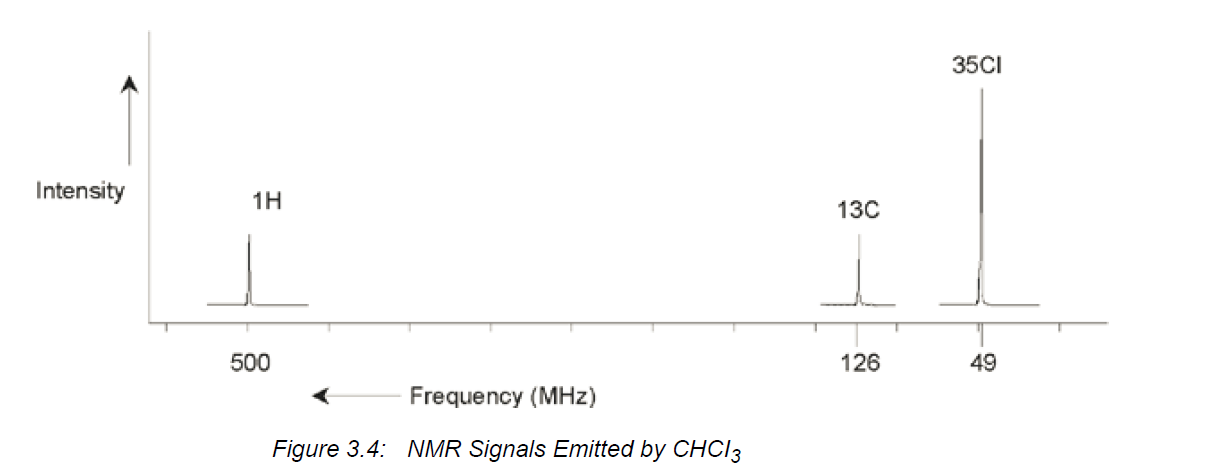 35Cl
1H
13C
Intensity
500
126
49
Frequency (MHz)
Figure 3.4: NMR Signals Emitted by CHCl3